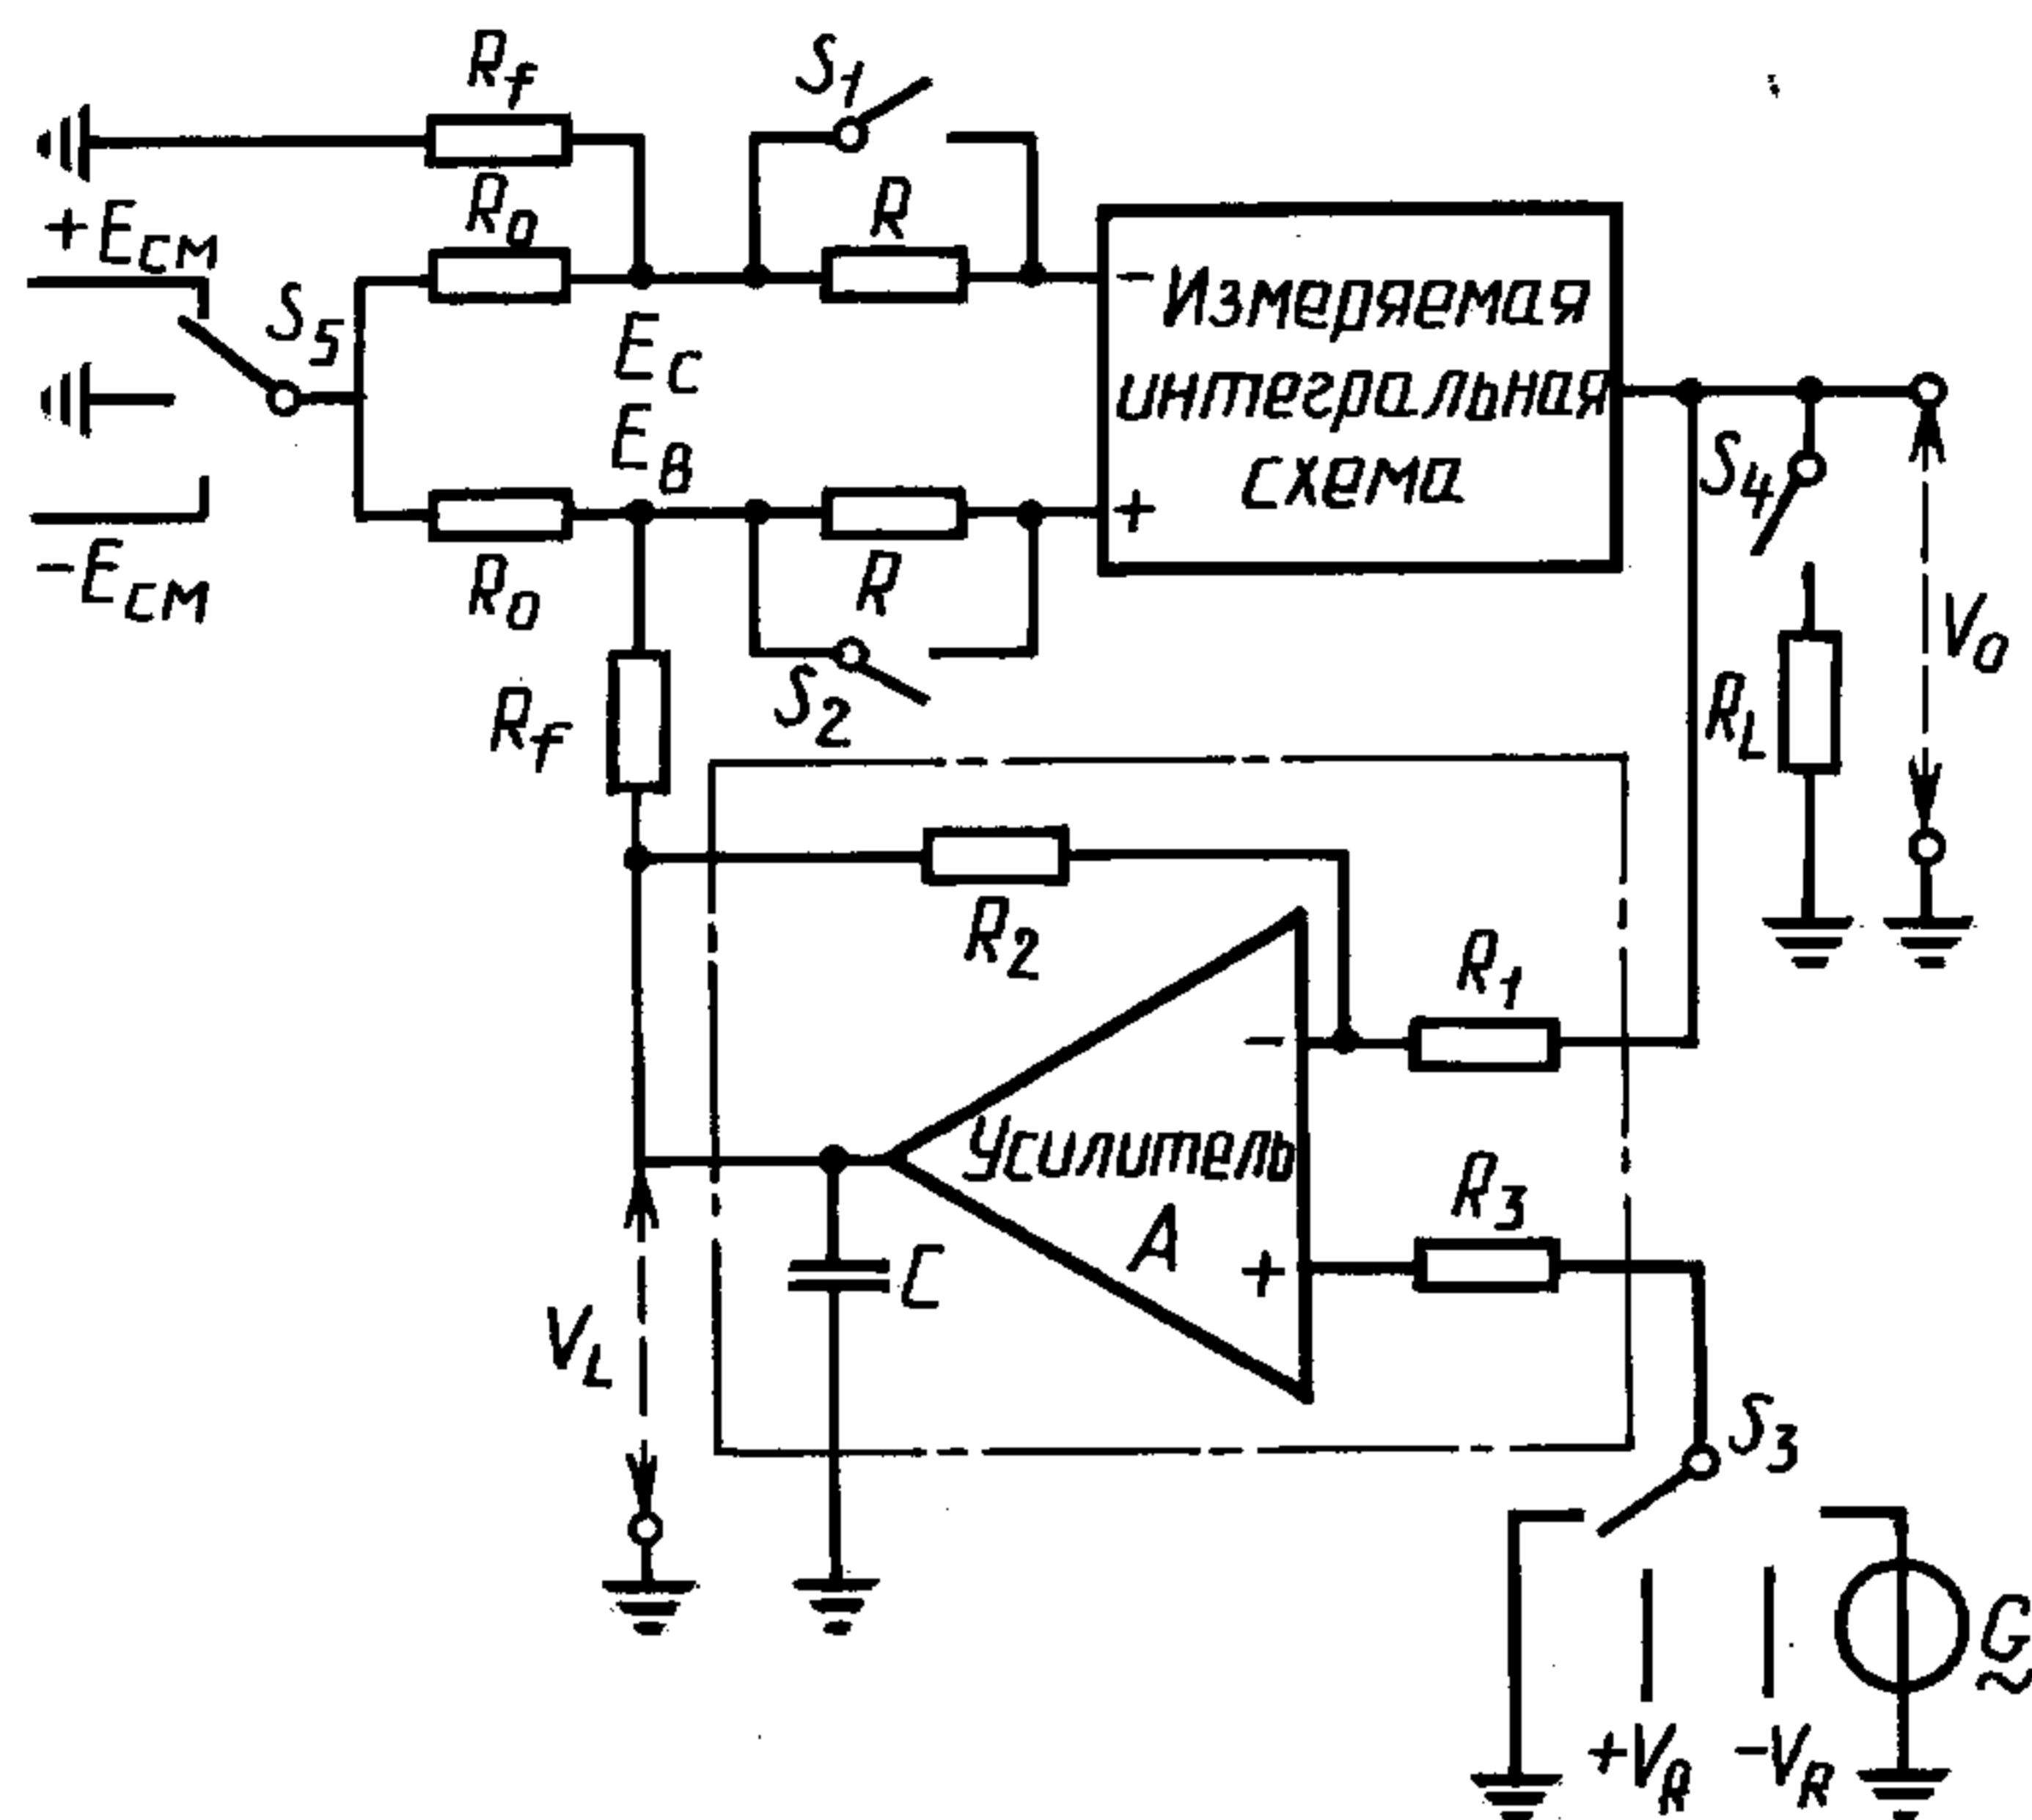 R_f
S_1
R_0
R
+E_см
S_5
E_C
E_B
- Измеряемая
интегральная
схема
+
S_4
-E_см
R_0
R
V_0
R_f
S_2
R_L
R_2
R_1
-
Усилитель
A
R_3
+
C
V_L
S_3
G
~
+V_R
-V_R